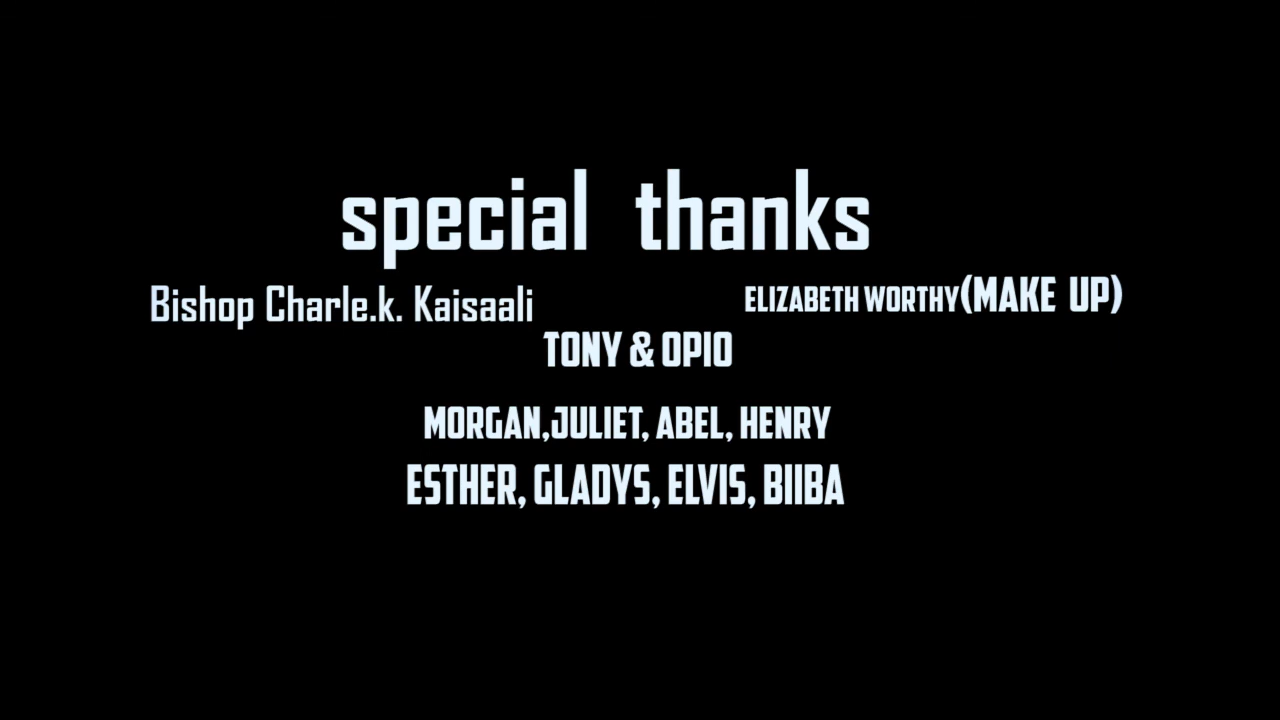 special thanks
Bishop Charle.k. Kaisaali
ELIZABETH WORTHY(MAKE UP)
TONY & OPIO
MORGAN,JULIET, ABEL, HENRY
ESTHER, GLADYS, ELVIS, BIIBA